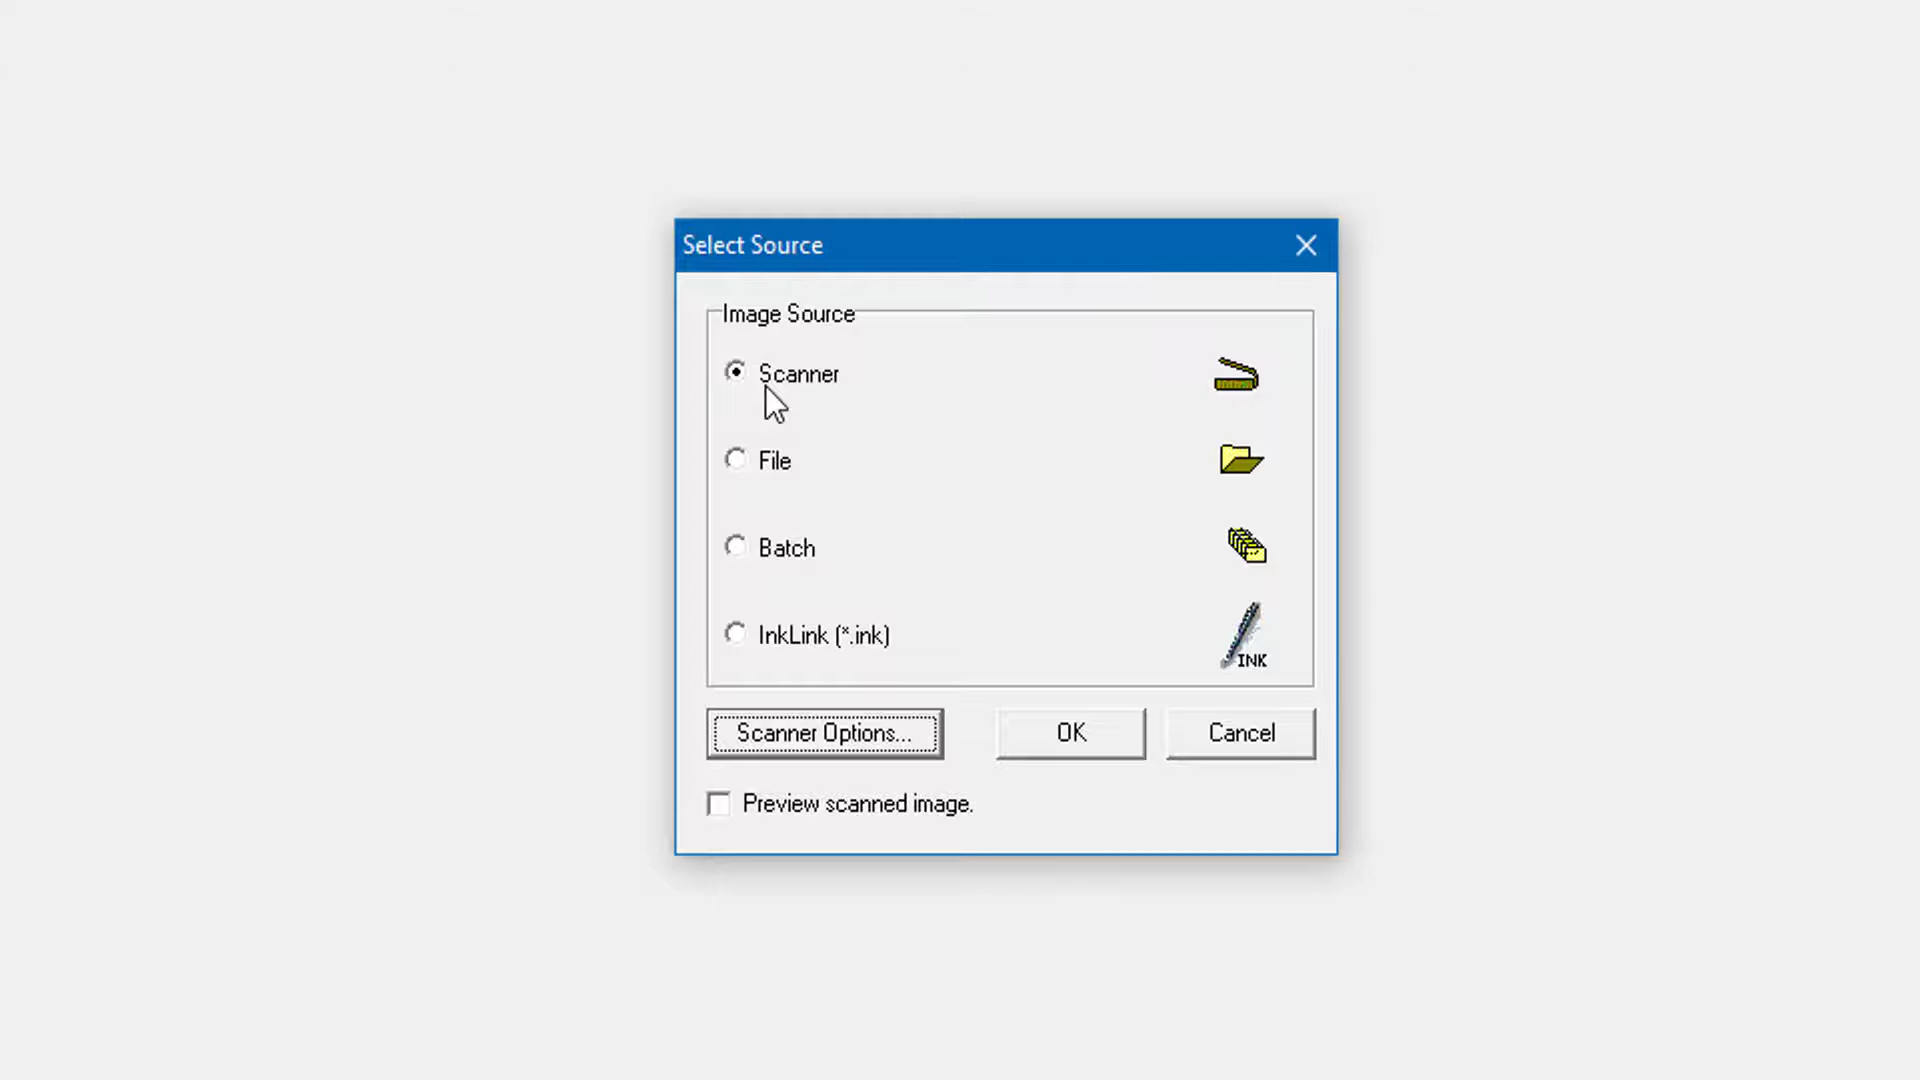 Select Source
Image Source
Scanner
File
Batch
InkLink (*.ink)
INK
Scanner Options...
OK
Cancel
Preview scanned image.